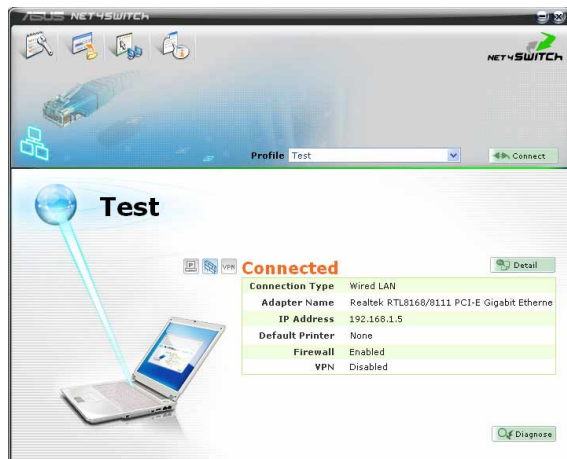 ASUS NET4SWITCH
NET4SWITCH
Profile Test
Connect
Test
P VPN Connected
Detail
Connection Type Wired LAN
Adapter Name Realtek RTL8168/8111 PCI-E Gigabit Etherne
IP Address 192.168.1.5
Default Printer None
Firewall Enabled
VPN Disabled
Diagnose